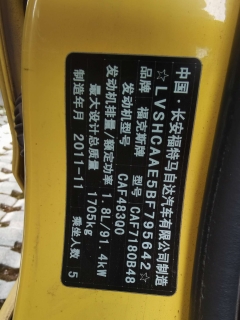 中国·长安福特马自达汽车有限公司制造
☆LVSHCAAE5BF795642☆
品牌 福克斯牌 型号 CAF7180B48
发动机型号 CAF483Q0
发动机排量/额定功率 1.8L/91.4kW
最大设计总质量 1705kg
制造年月 2011-11 乘坐人数 5